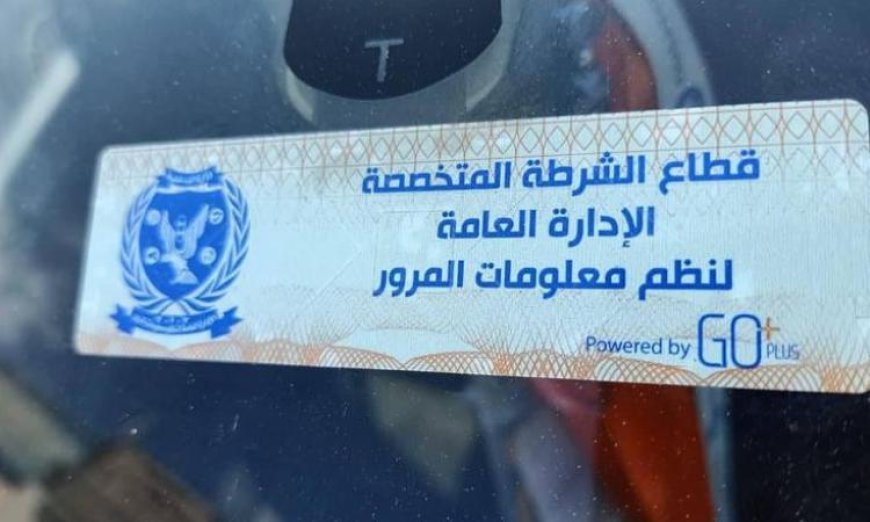 T
قطاع الشرطة المتخصصة
الإدارة العامة
لنظم معلومات المرور
Powered by GO+ PLUS